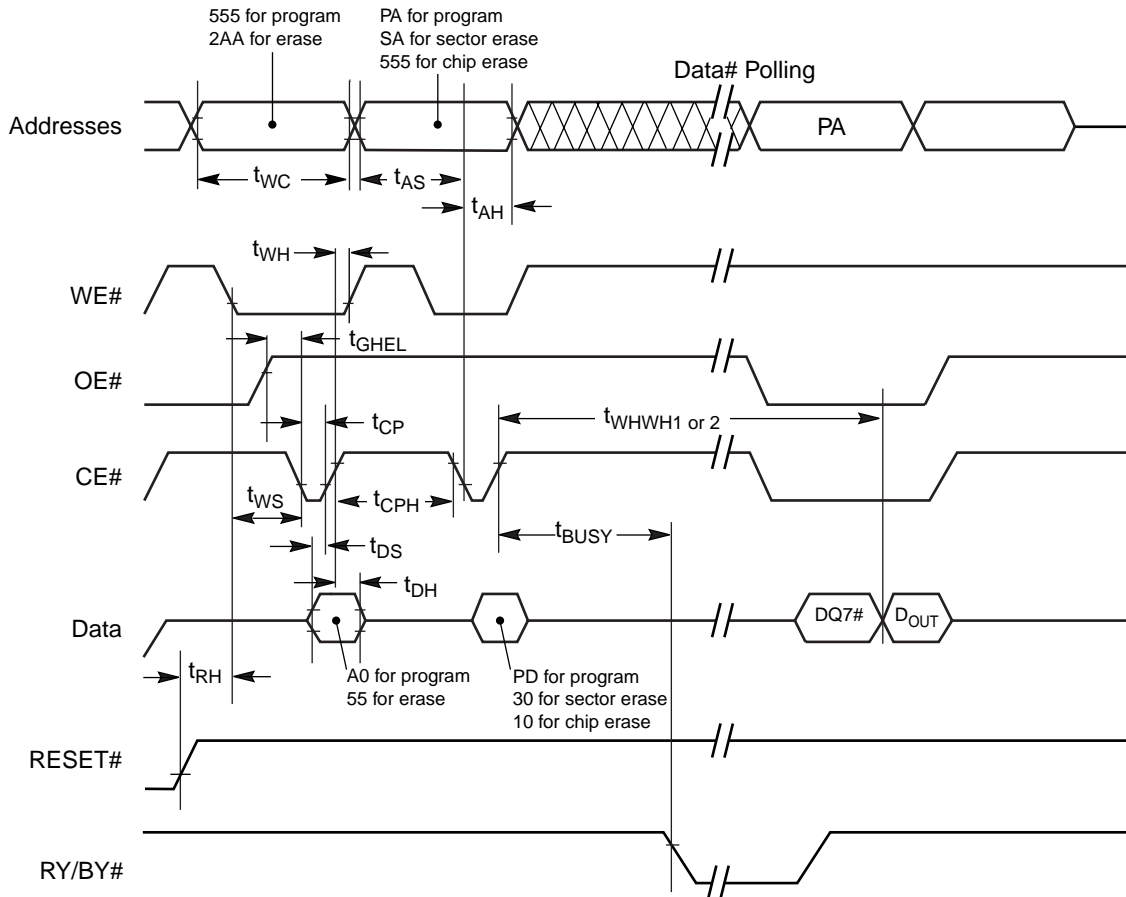 555 for program
2AA for erase
PA for program
SA for sector erase
555 for chip erase
Data# Polling
Addresses
PA
tWC
tAS
tAH
tWH
WE#
tGHEL
OE#
tWHWH1 or 2
tCP
CE#
tWS
tCPH
tBUSY
tDS
tDH
Data
DQ7#
DOUT
tRH
A0 for program
55 for erase
PD for program
30 for sector erase
10 for chip erase
RESET#
RY/BY#